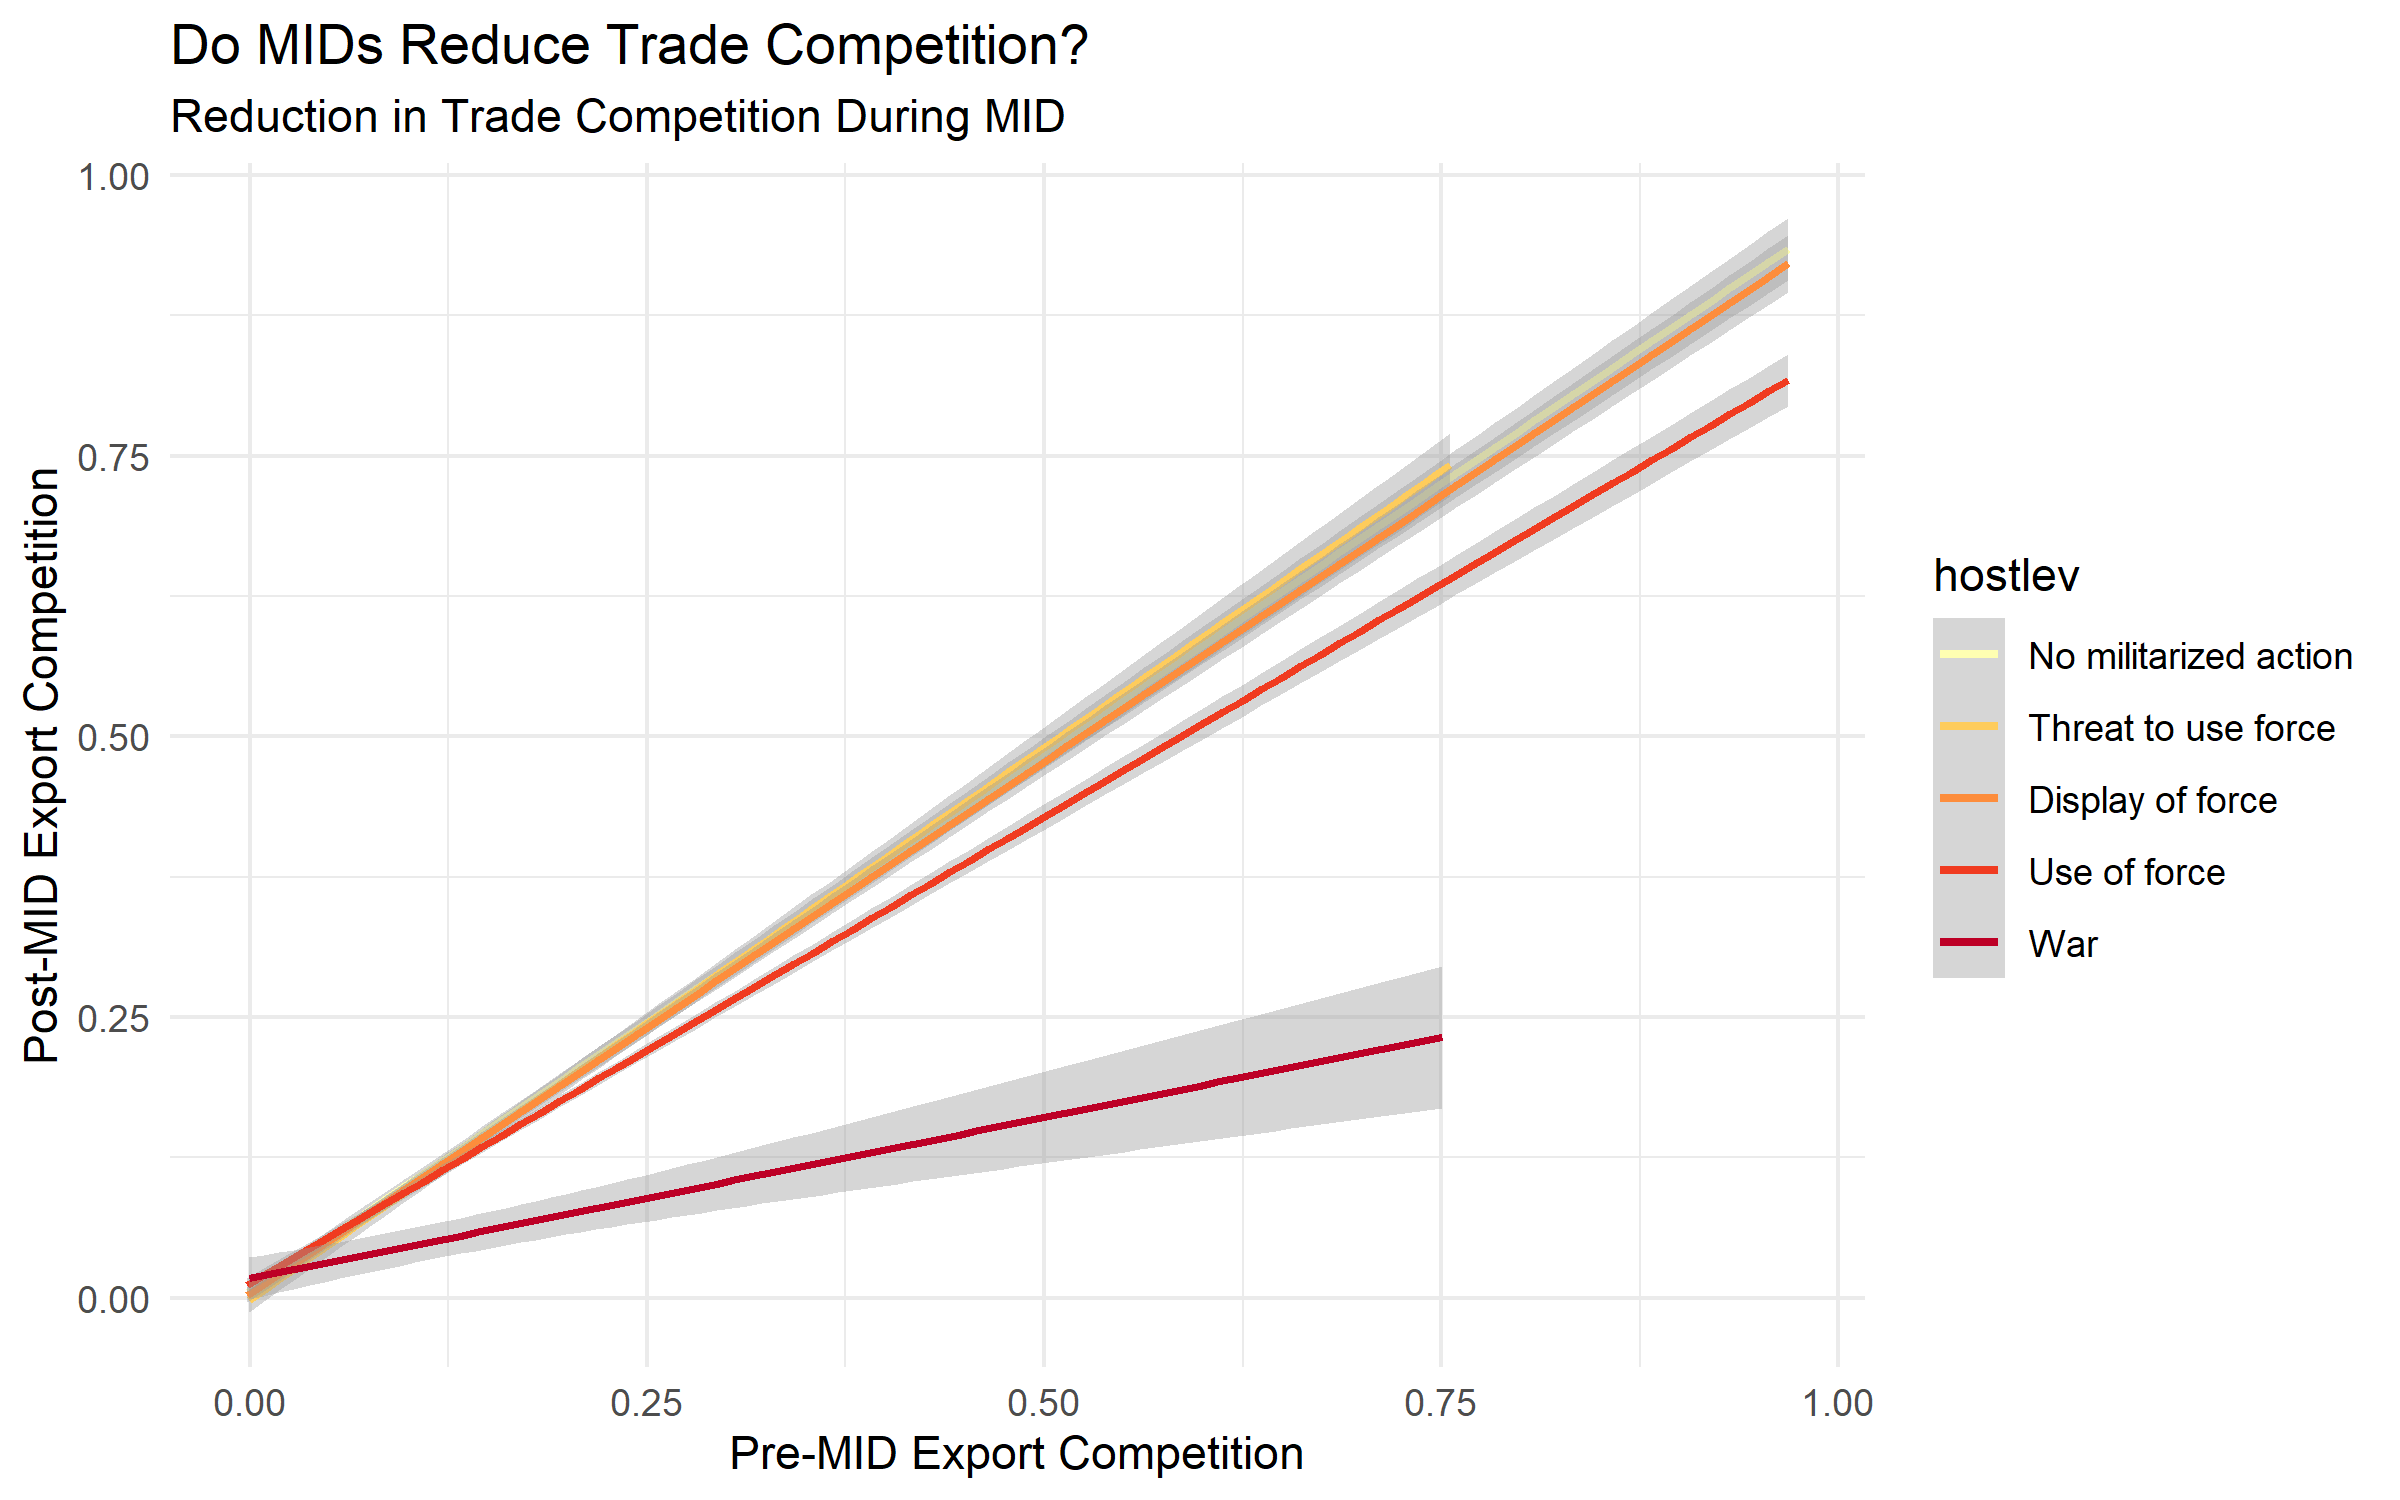 Do MIDs Reduce Trade Competition?
Reduction in Trade Competition During MID
1.00
0.75
0.50
0.25
0.00
Post-MID Export Competition
0.00 0.25 0.50 0.75 1.00
Pre-MID Export Competition
hostlev
No militarized action
Threat to use force
Display of force
Use of force
War